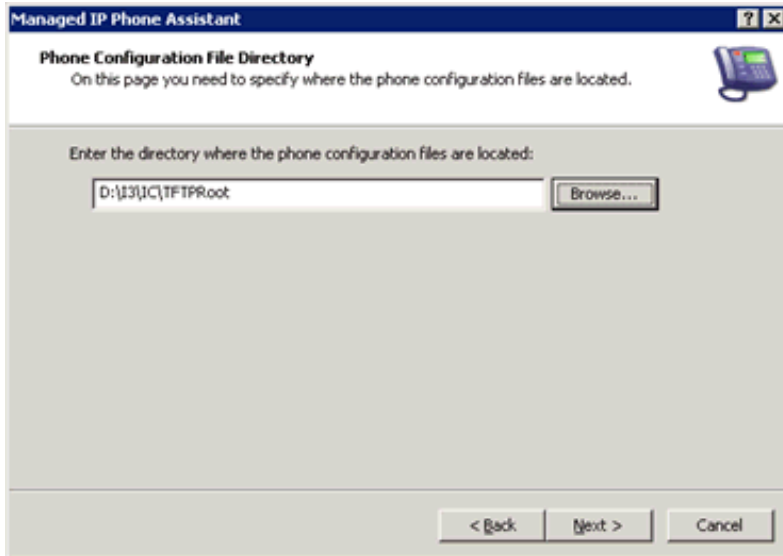 Managed IP Phone Assistant
Phone Configuration File Directory
On this page you need to specify where the phone configuration files are located.
Enter the directory where the phone configuration files are located:
D:\I3\IC\TFTPRoot
Browse...
< Back
Next >
Cancel